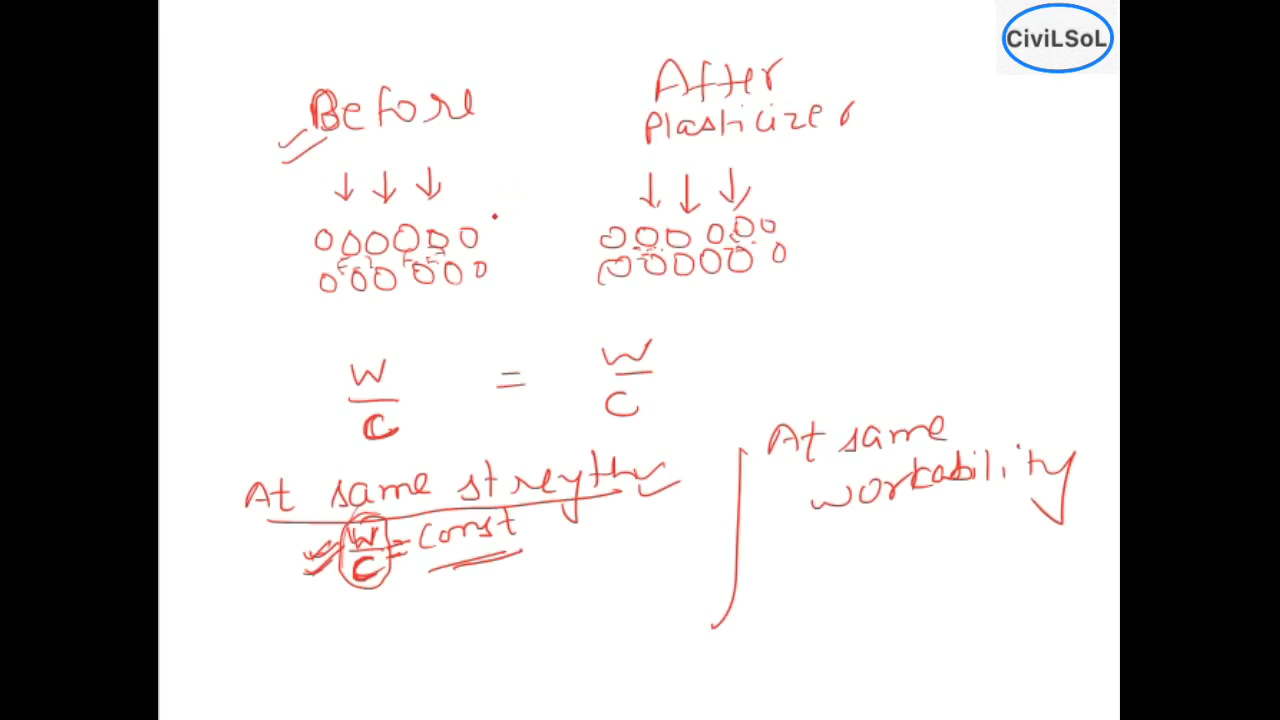 CiviLSoL
Before
After
Plasticizer
W
C
=
W
C
At same strength
W
C
= const
At same
workability